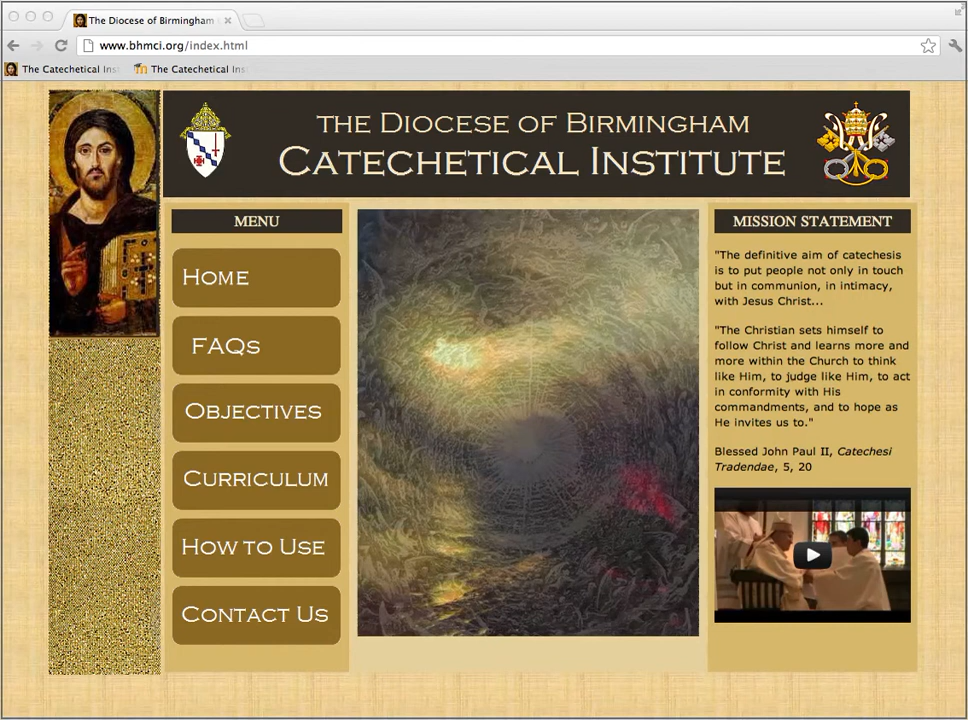 The Diocese of Birmingham
www.bhmci.org/index.html
The Catechetical Ins
The Catechetical Ins
THE DIOCESE OF BIRMINGHAM
CATECHETICAL INSTITUTE
MENU
HOME
FAQS
OBJECTIVES
CURRICULUM
HOW TO USE
CONTACT US
MISSION STATEMENT
"The definitive aim of catechesis
is to put people not only in touch
but in communion, in intimacy,
with Jesus Christ...
"The Christian sets himself to
follow Christ and learns more and
more within the Church to think
like Him, to judge like Him, to act
in conformity with His
commandments, and to hope as
He invites us to."
Blessed John Paul II, Catechesi
Tradendae, 5, 20